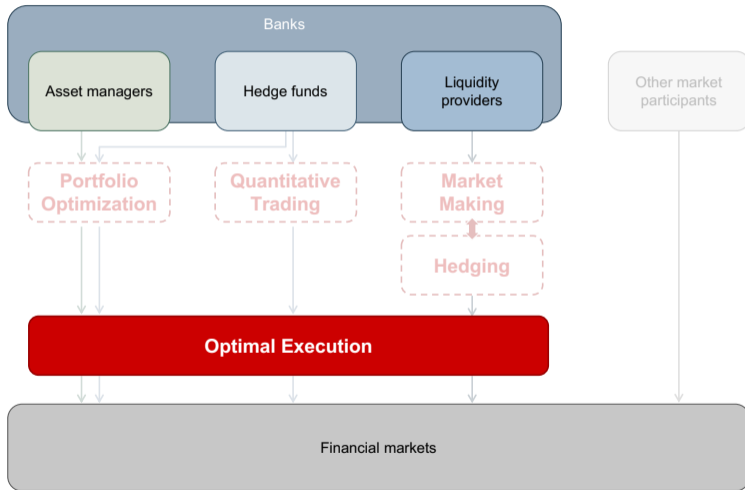 Banks
Asset managers
Hedge funds
Liquidity
providers
Other market
participants
Portfolio
Optimization
Quantitative
Trading
Market
Making
Hedging
Optimal Execution
Financial markets